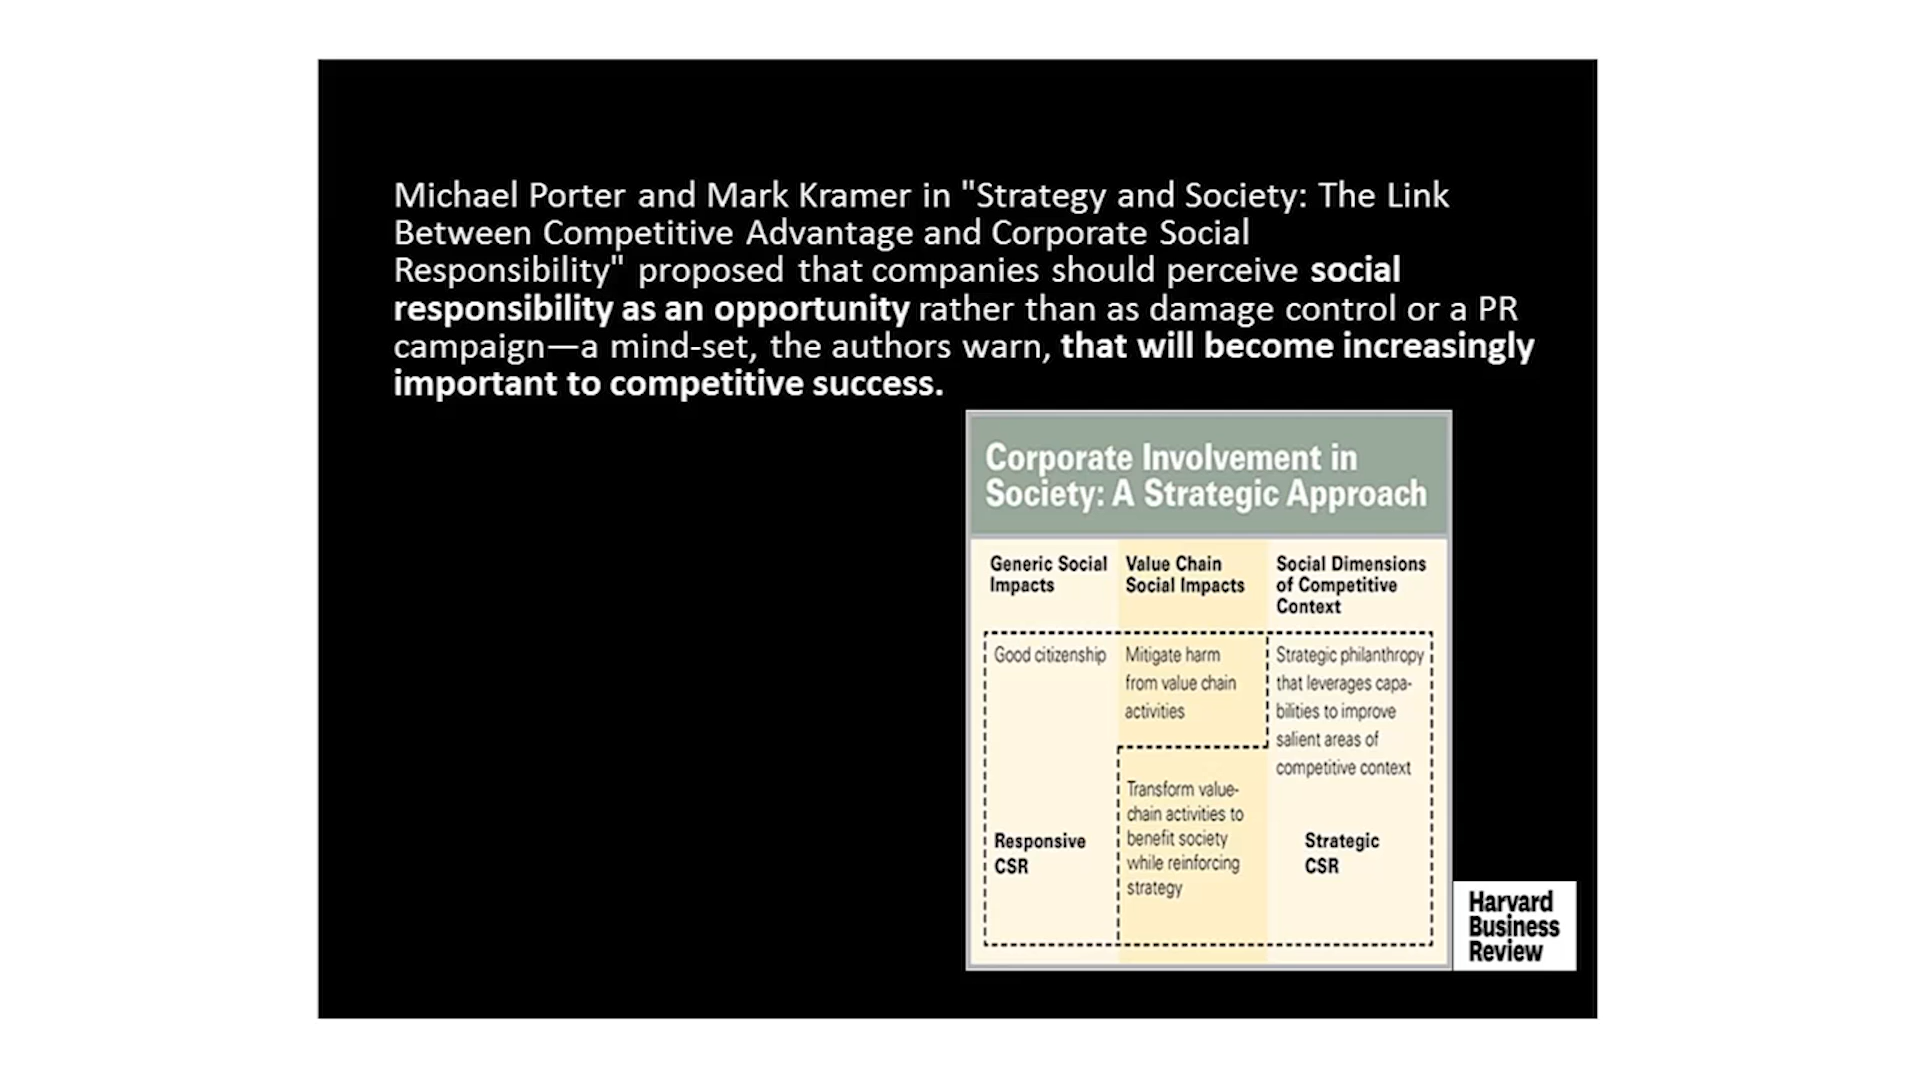 Michael Porter and Mark Kramer in "Strategy and Society: The Link
Between Competitive Advantage and Corporate Social
Responsibility" proposed that companies should perceive social
responsibility as an opportunity rather than as damage control or a PR
campaign—a mind-set, the authors warn, that will become increasingly
important to competitive success.
Corporate Involvement in
Society: A Strategic Approach
Generic Social
Impacts
Good citizenship
Responsive
CSR
Value Chain
Social Impacts
Mitigate harm
from value chain
activities
Transform value-
chain activities to
benefit society
while reinforcing
strategy
Social Dimensions
of Competitive
Context
Strategic philanthropy
that leverages capa-
bilities to improve
salient areas of
competitive context
Strategic
CSR
Harvard
Business
Review